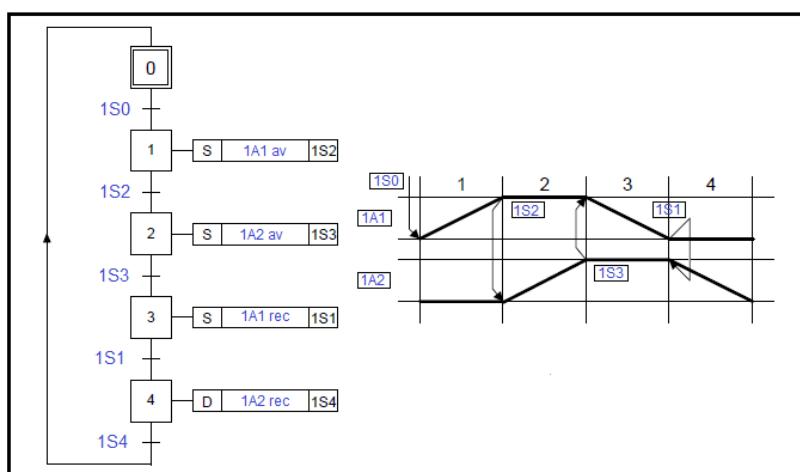 0
1S0
1 S 1A1 av 1S2
1S2
2 S 1A2 av 1S3
1S3
3 S 1A1 rec 1S1
1S1
4 D 1A2 rec 1S4
1S4
1S0 1 2 3 4
1A1 1S2 1S1
1A2 1S3